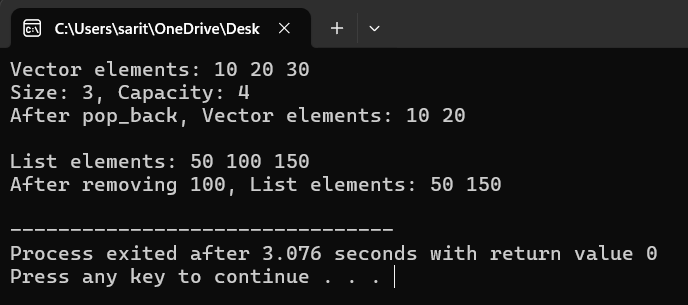 C:\Users\sarit\OneDrive\Desk
Vector elements: 10 20 30
Size: 3, Capacity: 4
After pop_back, Vector elements: 10 20
List elements: 50 100 150
After removing 100, List elements: 50 150
--------------------------------
Process exited after 3.076 seconds with return value 0
Press any key to continue . . .